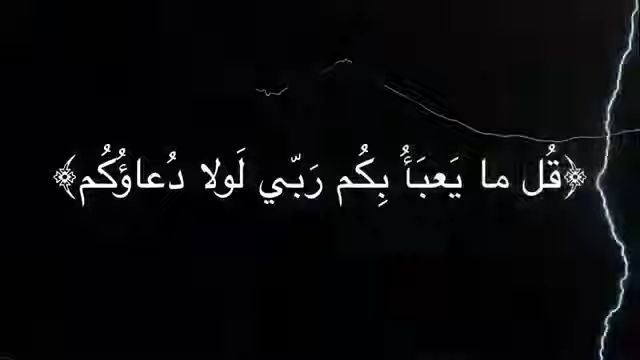 ﴿قُل ما يَعبَأُ بِكُم رَبّي لَولا دُعاؤُكُم﴾